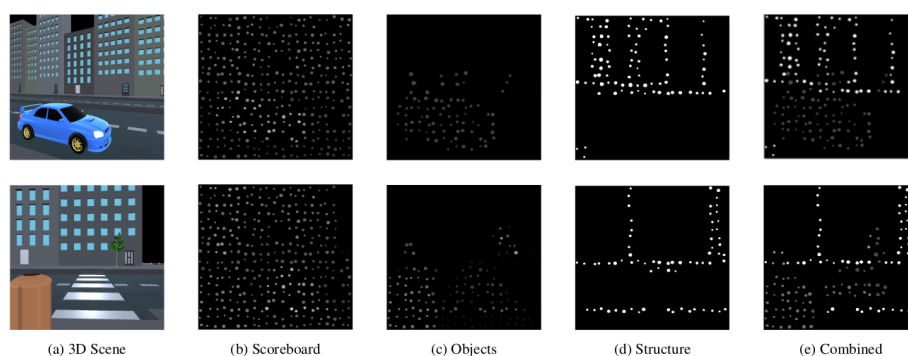 (a) 3D Scene
(b) Scoreboard
(c) Objects
(d) Structure
(e) Combined